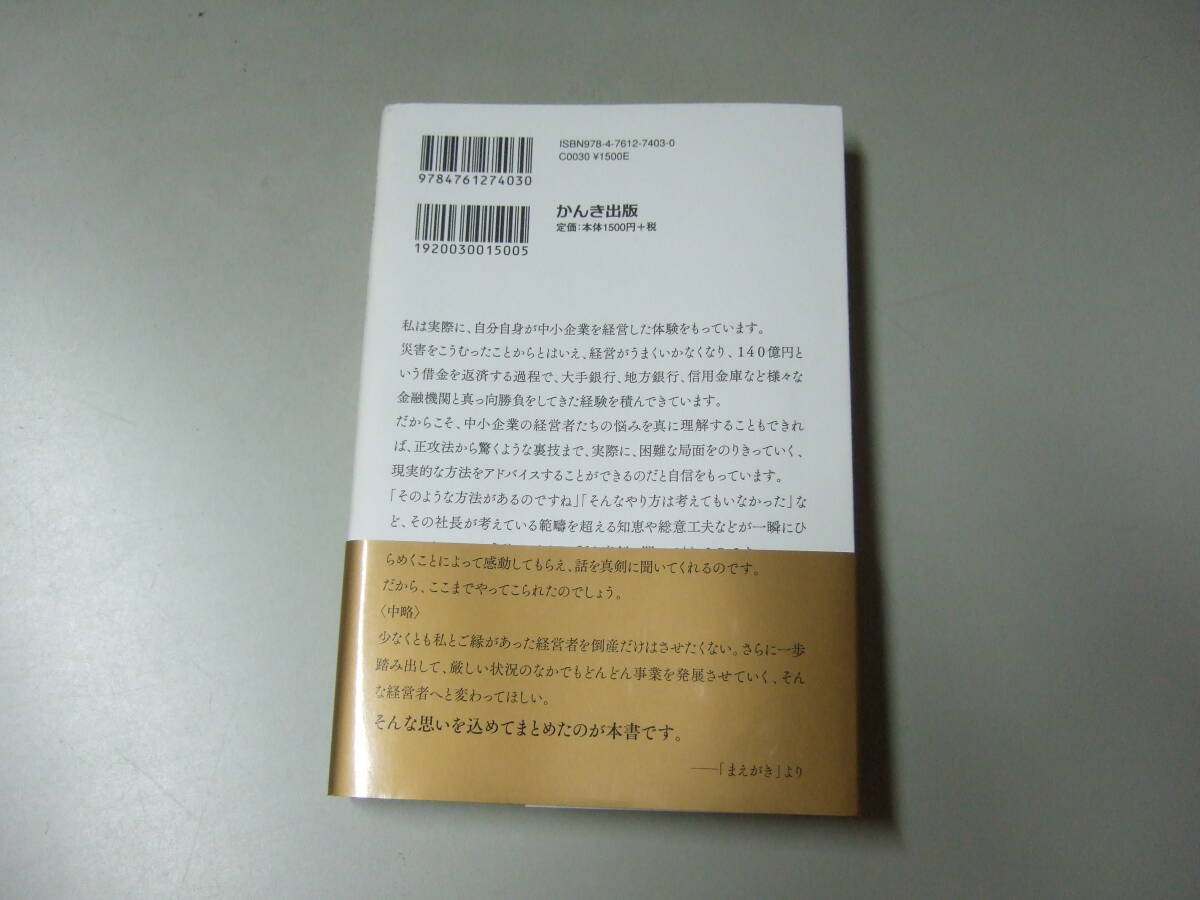 ISBN978-4-7612-7403-0
C0030 ¥1500E
9784761274030
かんき出版
定価:本体1500円+税
1920030015005
私は実際に、自分自身が中小企業を経営した体験をもっています。
災害をこうむったことからとはいえ、経営がうまくいかなくなり、140億円と
いう借金を返済する過程で、大手銀行、地方銀行、信用金庫など様々な
金融機関と真っ向勝負をしてきた経験を積んできています。
だからこそ、中小企業の経営者たちの悩みを真に理解することもできれ
ば、正攻法から驚くような裏技まで、実際に、困難な局面をのりきっていく、
現実的な方法をアドバイスすることができるのだと自信をもっています。
「そのような方法があるのですね」「そんなやり方は考えてもいなかった」な
ど、その社長が考えている範疇を超える知恵や総意工夫などが一瞬にひ
らめくことによって感動してもらえ、話を真剣に聞いてくれるのです。
だから、ここまでやってこられたのでしょう。
〈中略〉
少なくとも私とご縁があった経営者を倒産だけはさせたくない。さらに一歩
踏み出して、厳しい状況のなかでもどんどん事業を発展させていく、そん
な経営者へと変わってほしい。
そんな思いを込めてまとめたのが本書です。
──「まえがき」より